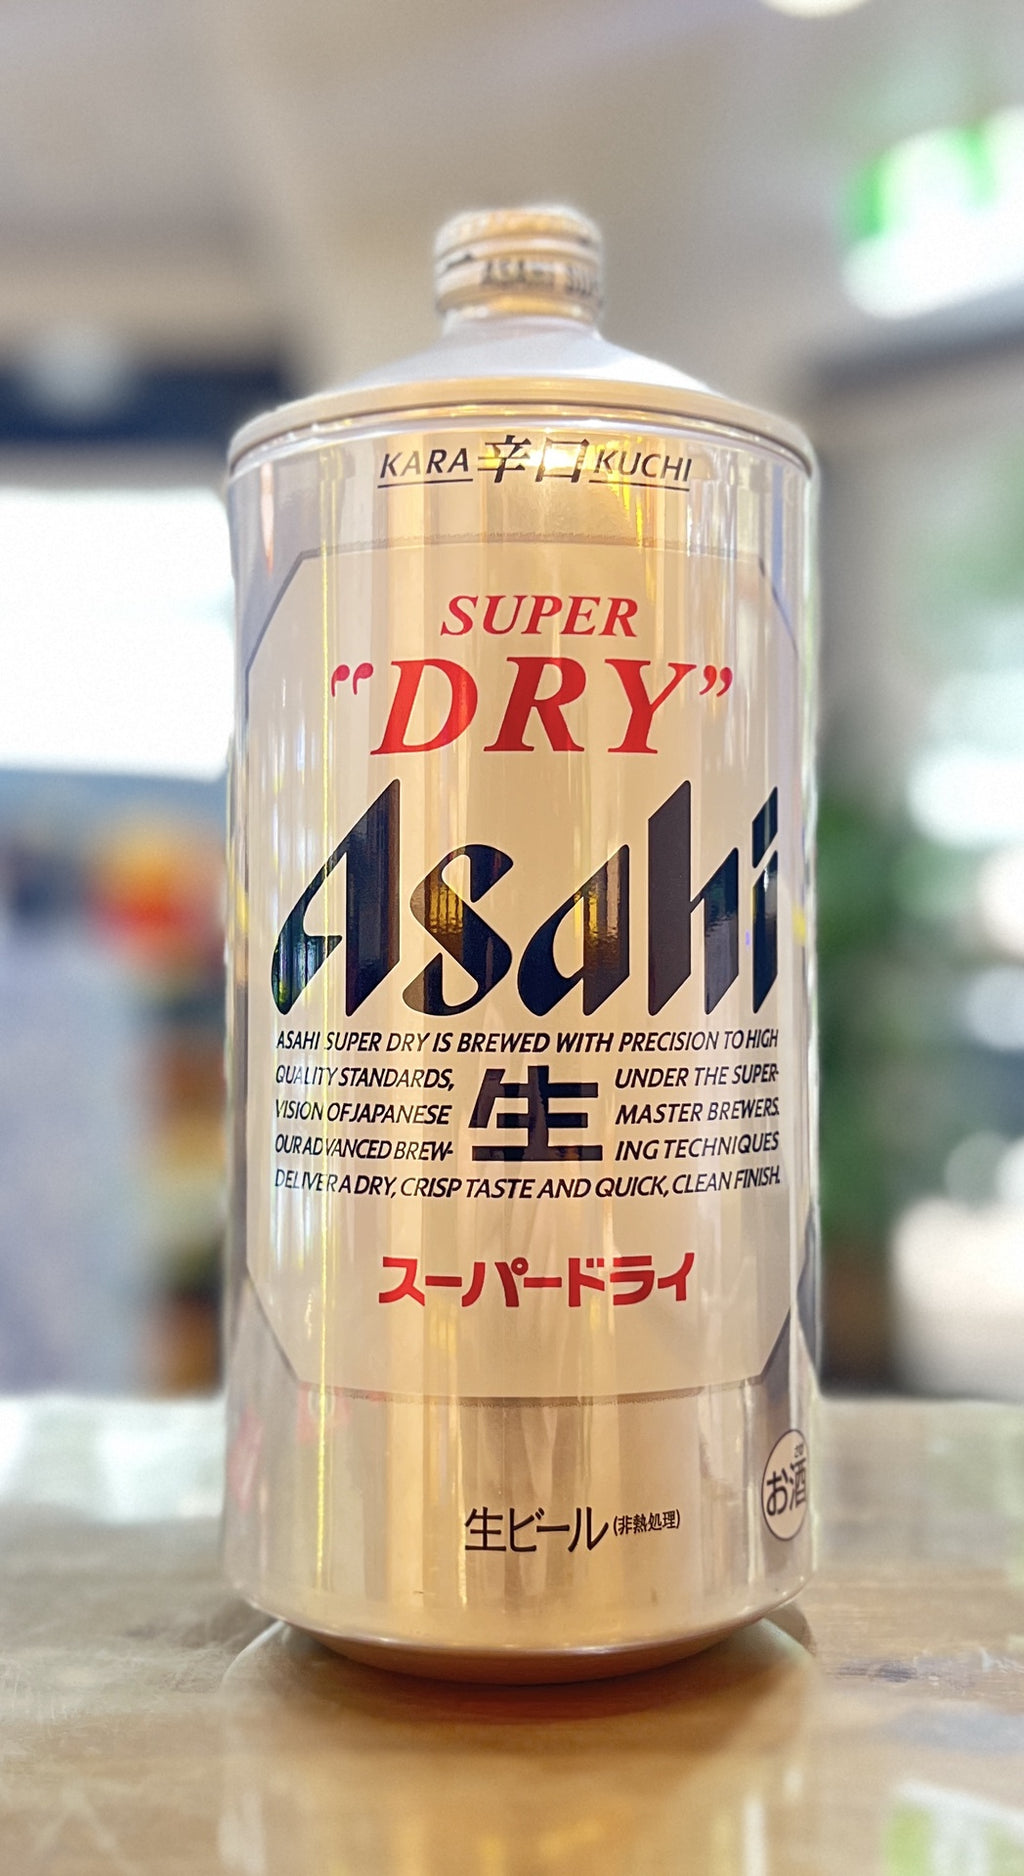 ASAHI SU
KARA 辛口 KUCHI
SUPER
“DRY”
Asahi
ASAHI SUPER DRY IS BREWED WITH PRECISION TO HIGH
QUALITY STANDARDS, 生 UNDER THE SUPER-
VISION OF JAPANESE MASTER BREWERS.
OUR ADVANCED BREW- ING TECHNIQUES
DELIVER A DRY, CRISP TASTE AND QUICK, CLEAN FINISH.
スーパードライ
お酒
生ビール(非熱処理)